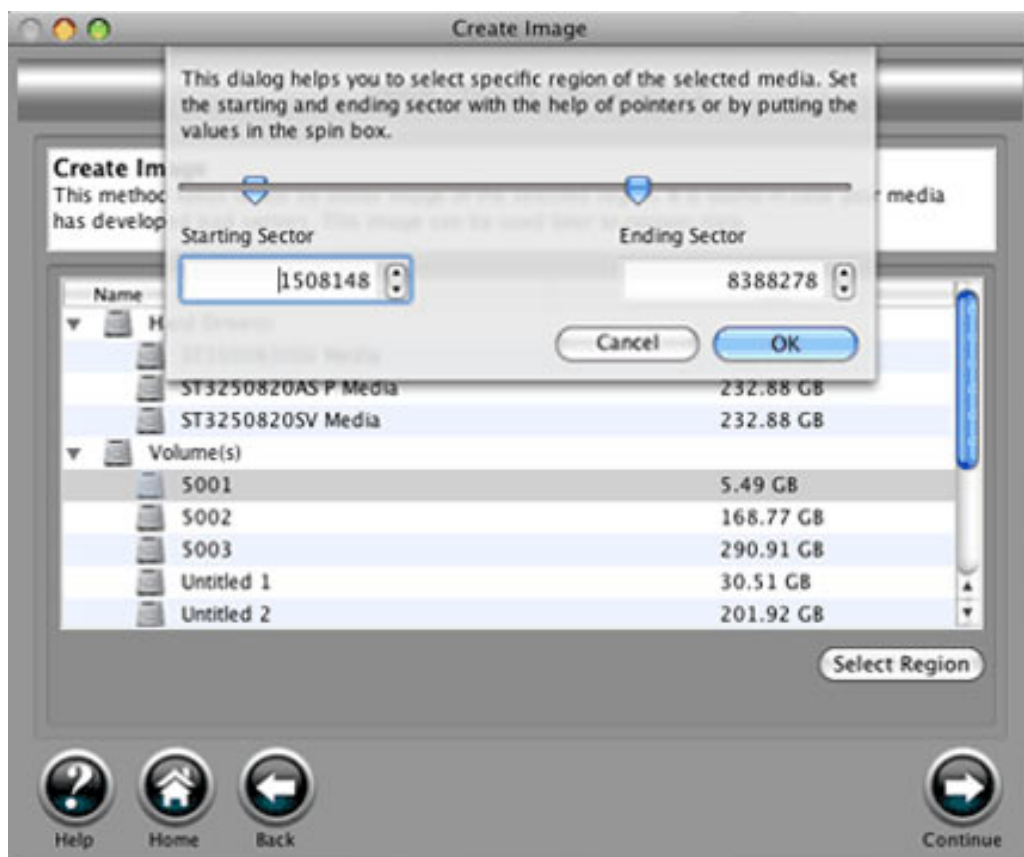 Create Image
This dialog helps you to select specific region of the selected media. Set
the starting and ending sector with the help of pointers or by putting the
values in the spin box.
Create Im
This method
has develop
media
Starting Sector
Ending Sector
1508148
8388278
Cancel
OK
Name
ST3250820AS P Media 232.88 GB
ST3250820SV Media 232.88 GB
Volume(s)
5001 5.49 GB
5002 168.77 GB
5003 290.91 GB
Untitled 1 30.51 GB
Untitled 2 201.92 GB
Select Region
Help
Home
Back
Continue